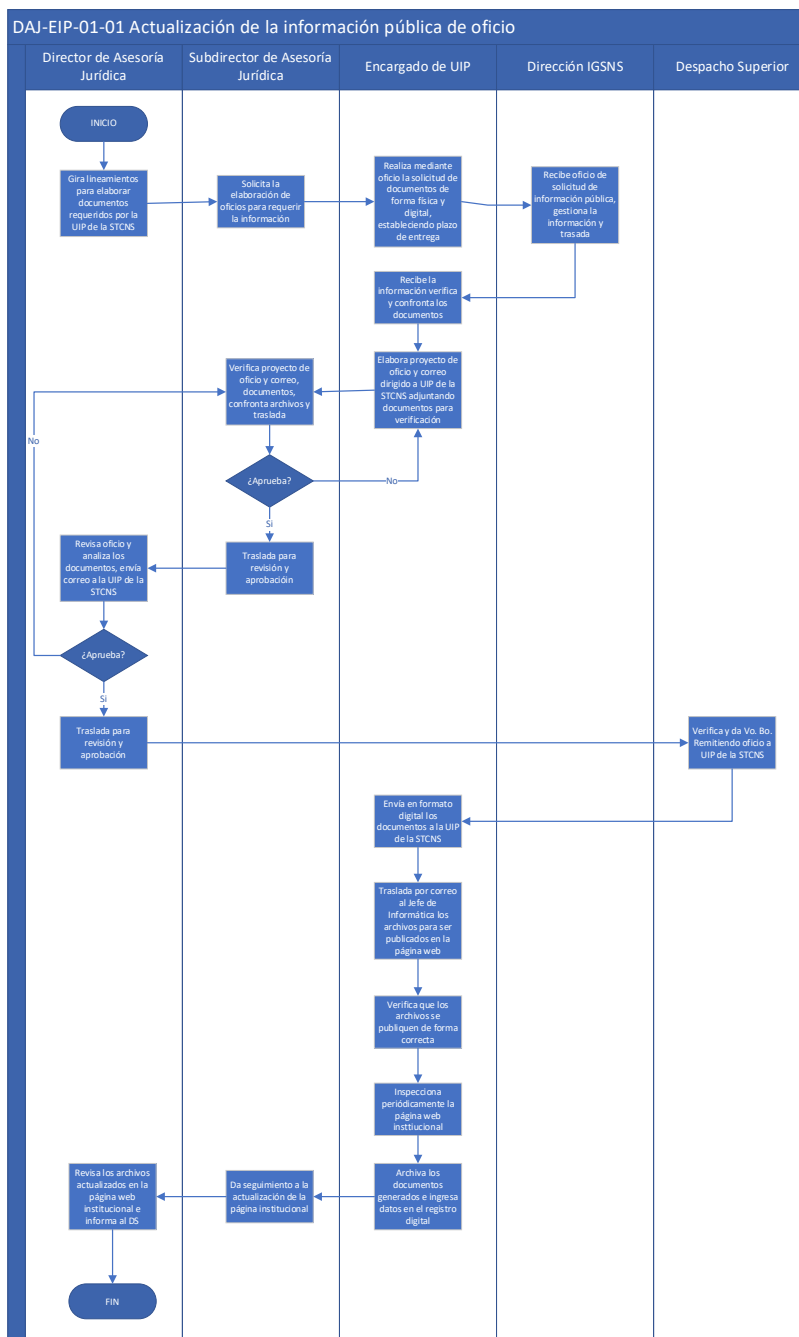 DAJ-EIP-01-01 Actualización de la información pública de oficio
Director de Asesoría
Jurídica
Subdirector de Asesoría
Jurídica
Encargado de UIP
Dirección IGSNS
Despacho Superior
INICIO
Gira lineamientos
para elaborar
documentos
requeridos por la
UIP de la STCNS
Solicita la
elaboración de
oficios para requerir
la información
Realiza mediante
oficio la solicitud de
documentos de
forma física y
digital,
estableciendo plazo
de entrega
Recibe oficio de
solicitud de
información pública,
gestiona la
información y
trasada
Recibe la
información verifica
y confronta los
documentos
Verifica proyecto de
oficio y correo,
documentos,
confronta archivos y
traslada
Elabora proyecto de
oficio y correo
dirigido a UIP de la
STCNS adjuntando
documentos para
verificación
No
¿Aprueba?
No
Si
Revisa oficio y
analiza los
documentos, envía
correo a la UIP de la
STCNS
Traslada para
revisión y
aprobacióin
¿Aprueba?
Si
Traslada para
revisión y
aprobación
Verifica y da Vo. Bo.
Remitiendo oficio a
UIP de la STCNS
Envía en formato
digital los
documentos a la UIP
de la STCNS
Traslada por correo
al Jefe de
Informática los
archivos para ser
publicados en la
página web
Verifica que los
archivos se
publiquen de forma
correcta
Inspecciona
periódicamente la
página web
insttiucional
Revisa los archivos
actualizados en la
página web
institucional e
informa al DS
Da seguimiento a la
actualización de la
página institucional
Archiva los
documentos
generados e ingresa
datos en el registro
digital
FIN